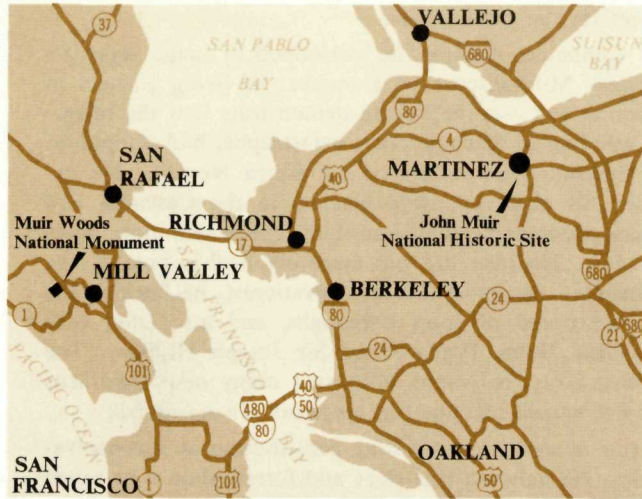 VALLEJO
37
SAN PABLO
BAY
680
SUISUN
BAY
80
4
SAN
RAFAEL
40
MARTINEZ
RICHMOND
17
John Muir
National Historic Site
Muir Woods
National Monument
MILL VALLEY
680
BERKELEY
1
80
24
SAN FRANCISCO BAY
680
21
24
PACIFIC OCEAN
101
40
50
480
80
OAKLAND
SAN
FRANCISCO
1
101
50